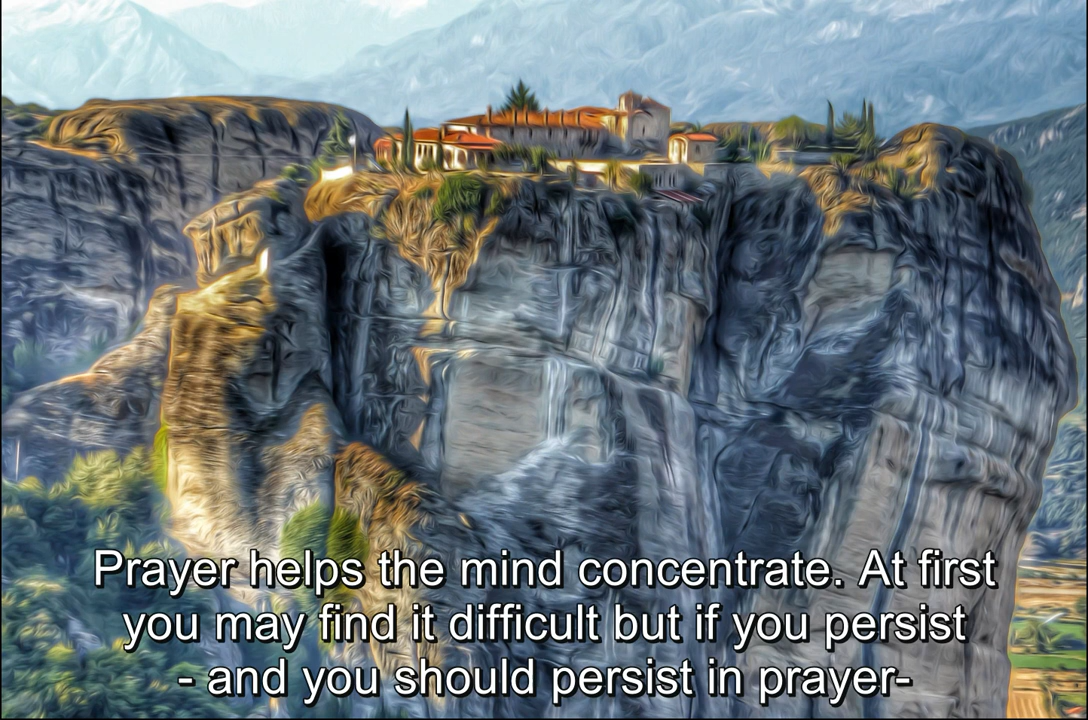 Prayer helps the mind concentrate. At first
you may find it difficult but if you persist
- and you should persist in prayer-